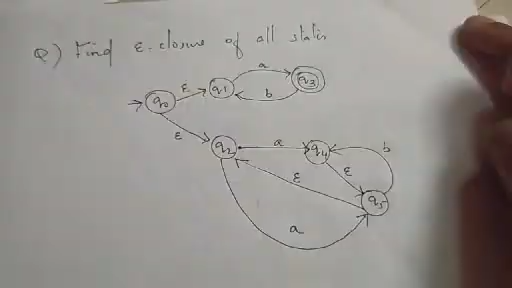 Q) Find ε-closure of all states
a
ε q1 q3
b
q0
ε
q2 a q4 b
ε ε
q5
a